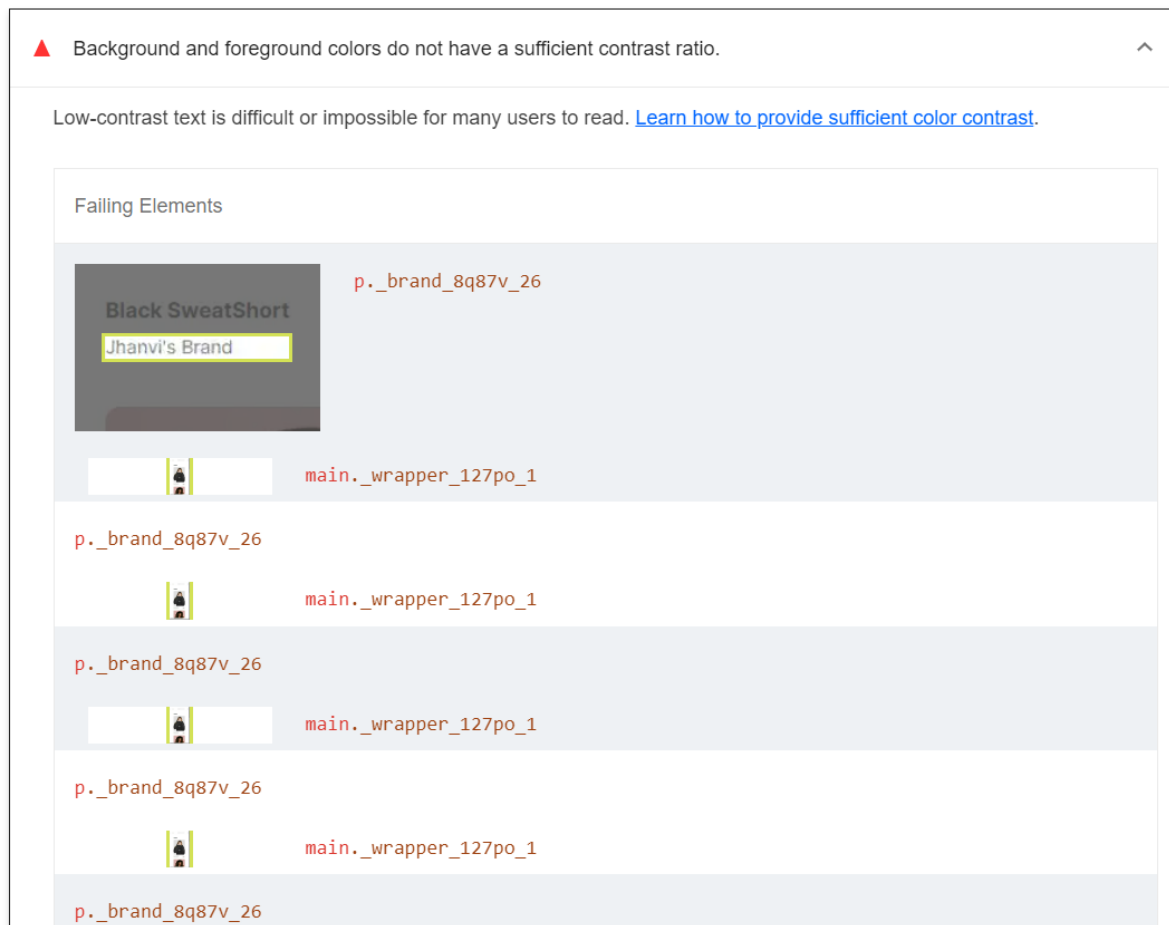 Background and foreground colors do not have a sufficient contrast ratio.
Low-contrast text is difficult or impossible for many users to read. Learn how to provide sufficient color contrast.
Failing Elements
p._brand_8q87v_26
Black SweatShort
Jhanvi's Brand
main._wrapper_127po_1
p._brand_8q87v_26
main._wrapper_127po_1
p._brand_8q87v_26
main._wrapper_127po_1
p._brand_8q87v_26
main._wrapper_127po_1
p._brand_8q87v_26